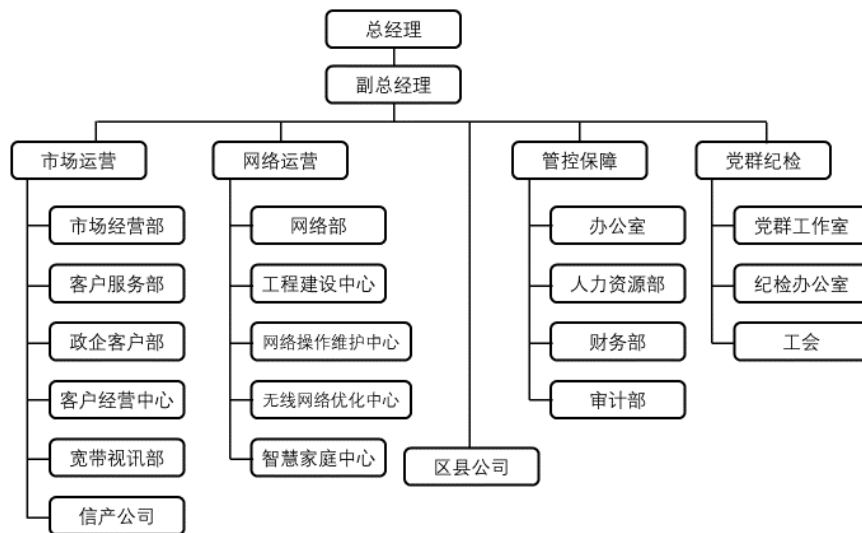 总经理
副总经理
市场运营
网络运营
管控保障
党群纪检
市场经营部
客户服务部
政企客户部
客户经营中心
宽带视讯部
信产公司
网络部
工程建设中心
网络操作维护中心
无线网络优化中心
智慧家庭中心
区县公司
办公室
人力资源部
财务部
审计部
党群工作室
纪检办公室
工会